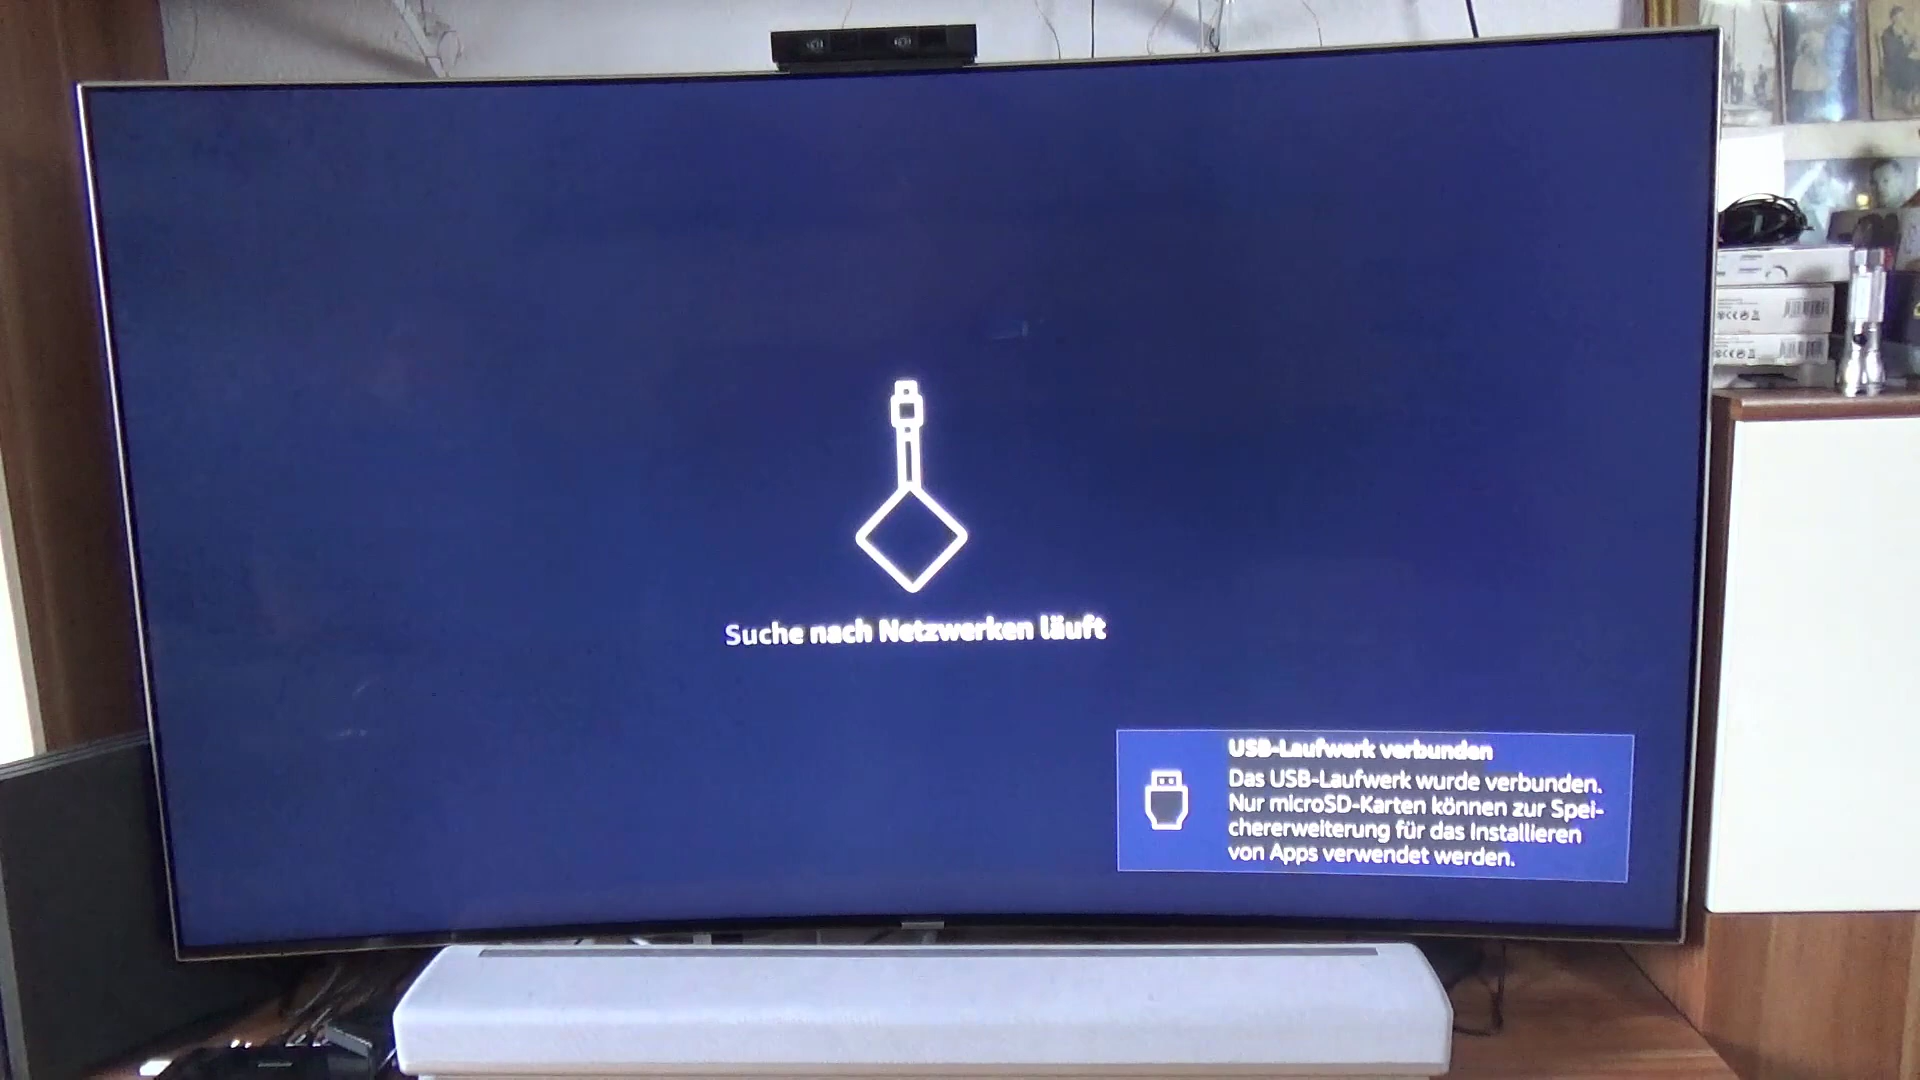 Suche nach Netzwerken läuft
USB-Laufwerk verbunden
Das USB-Laufwerk wurde verbunden.
Nur microSD-Karten können zur Spei-
chererweiterung für das Installieren
von Apps verwendet werden.